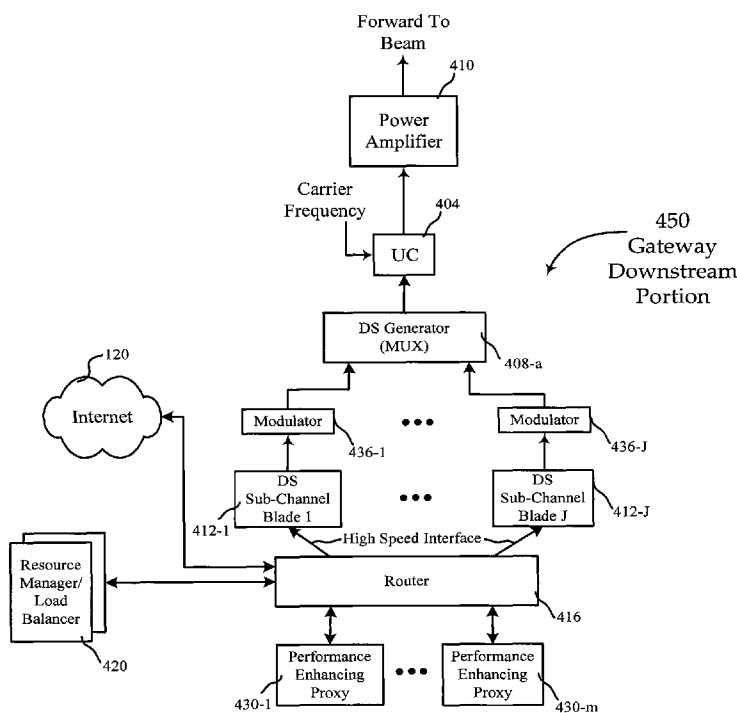 Forward To
Beam
410
Power
Amplifier
Carrier
Frequency
404
UC
450
Gateway
Downstream
Portion
DS Generator
(MUX)
408-a
120
Internet
Modulator
436-1
Modulator
436-J
DS
Sub-Channel
Blade 1
412-1
DS
Sub-Channel
Blade J
412-J
High Speed Interface
Router
416
Resource
Manager/
Load
Balancer
420
Performance
Enhancing
Proxy
430-1
Performance
Enhancing
Proxy
430-m